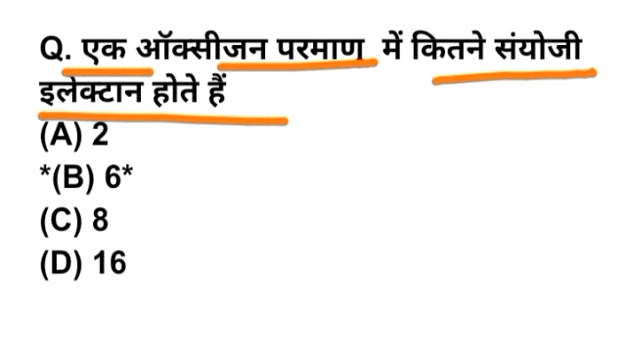 Q. एक ऑक्सीजन परमाण में कितने संयोजी
इलेक्टान होते हैं
(A) 2
*(B) 6*
(C) 8
(D) 16